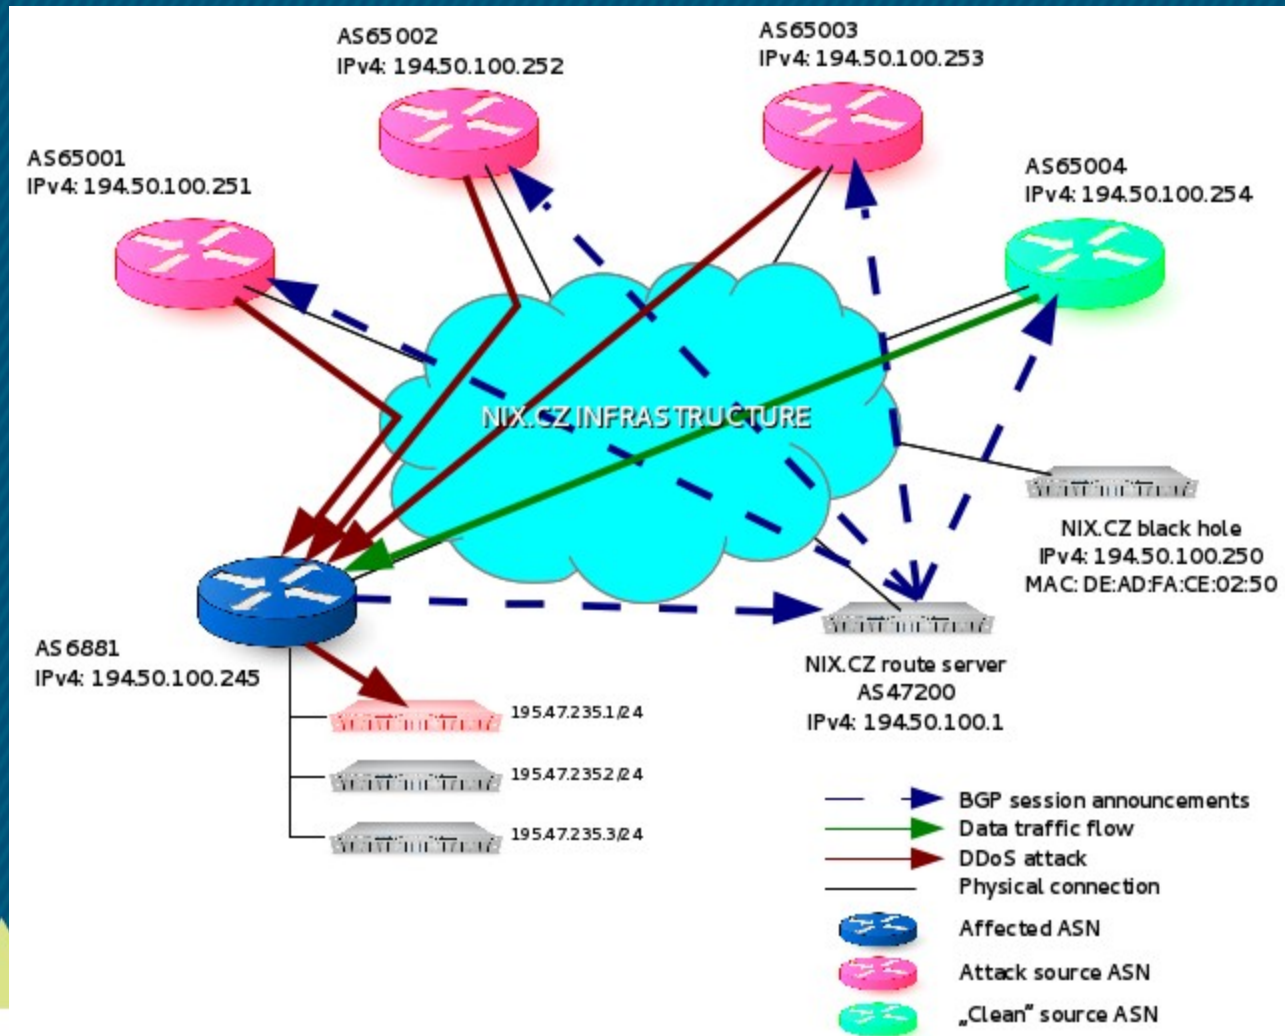 AS65002
IPv4: 194.50.100.252
AS65003
IPv4: 194.50.100.253
AS65001
IPv4: 194.50.100.251
AS65004
IPv4: 194.50.100.254
NIX.CZ INFRASTRUCTURE
NIX.CZ black hole
IPv4: 194.50.100.250
MAC: DE:AD:FA:CE:02:50
AS6881
IPv4: 194.50.100.245
NIX.CZ route server
AS47200
IPv4: 194.50.100.1
195.47.235.1/24
195.47.2352/24
195.47.235.3/24
BGP session announcements
Data traffic flow
DDoS attack
Physical connection
Affected ASN
Attack source ASN
„Clean” source ASN